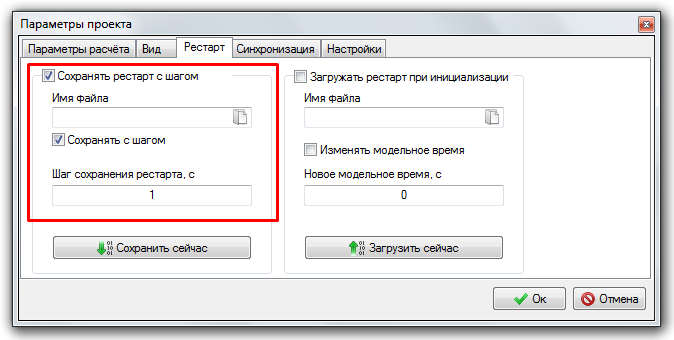 Параметры проекта
Параметры расчёта Вид Рестарт Синхронизация Настройки
Сохранять рестарт с шагом
Имя файла
Сохранять с шагом
Шаг сохранения рестарта, с
1
Сохранить сейчас
Загружать рестарт при инициализации
Имя файла
Изменять модельное время
Новое модельное время, с
0
Загрузить сейчас
Ок Отмена